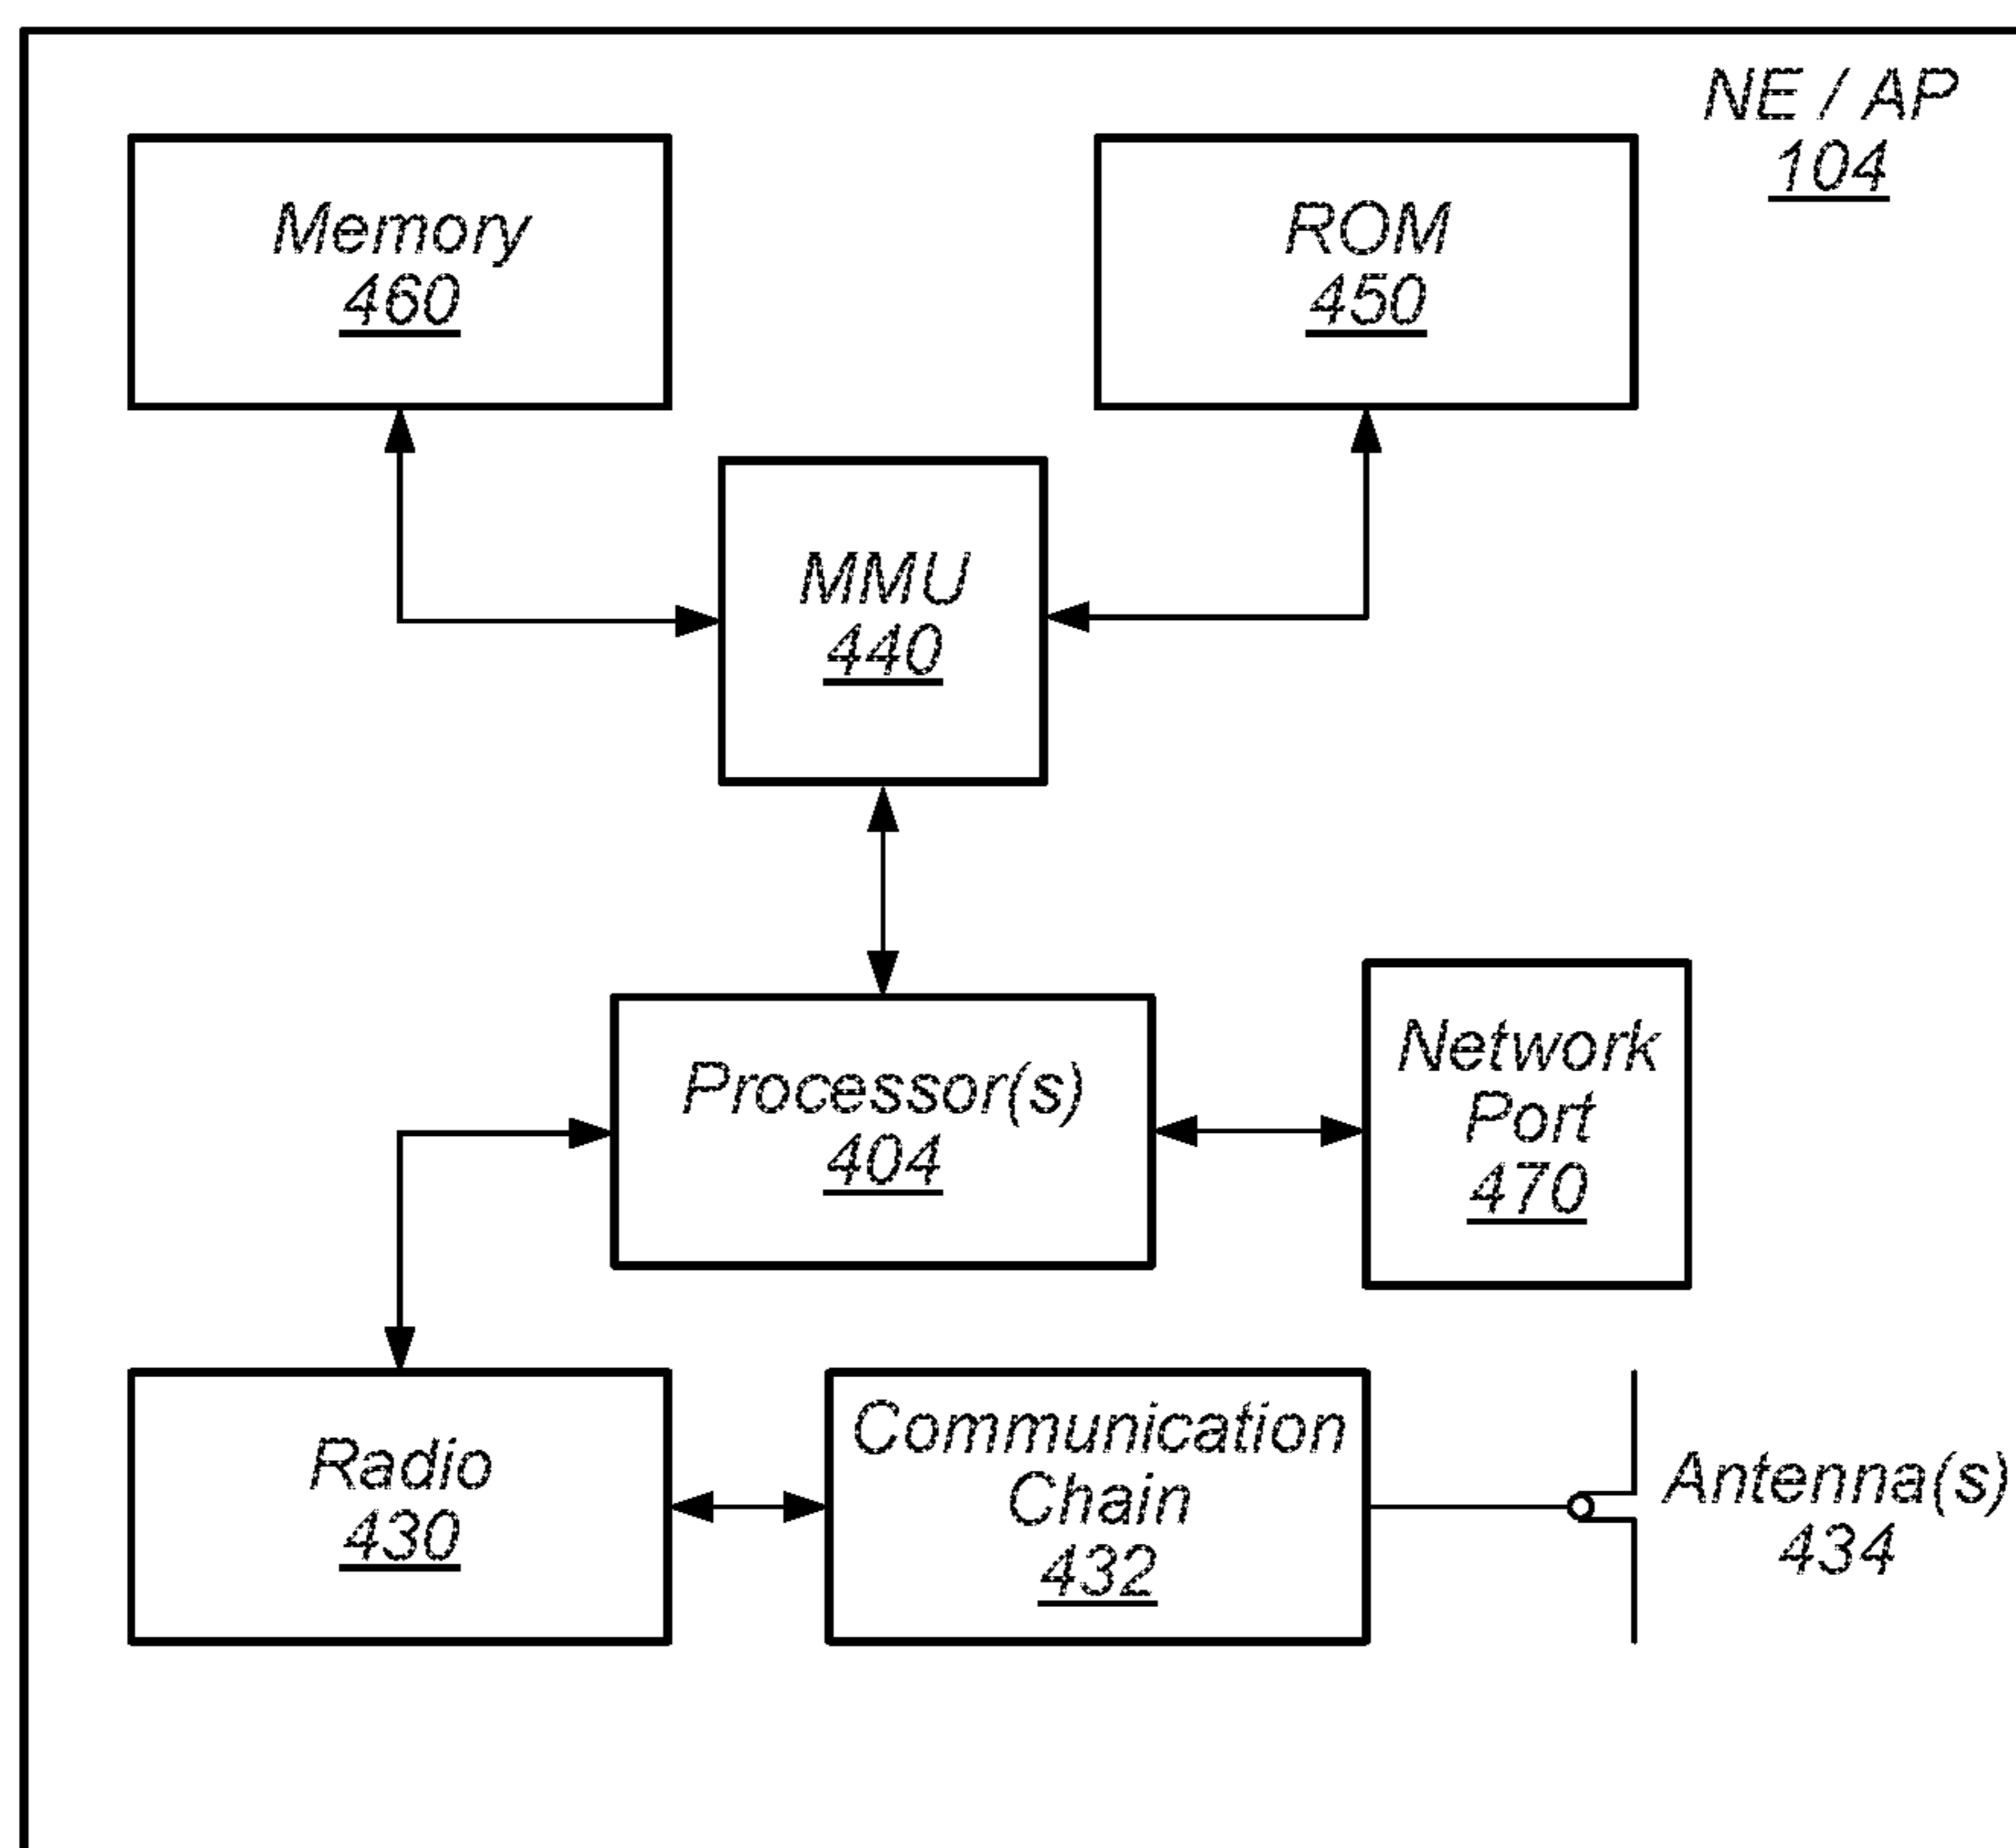 NE / AP
104
Memory
460
ROM
450
MMU
440
Processor(s)
404
Network
Port
470
Radio
430
Communication
Chain
432
Antenna(s)
434